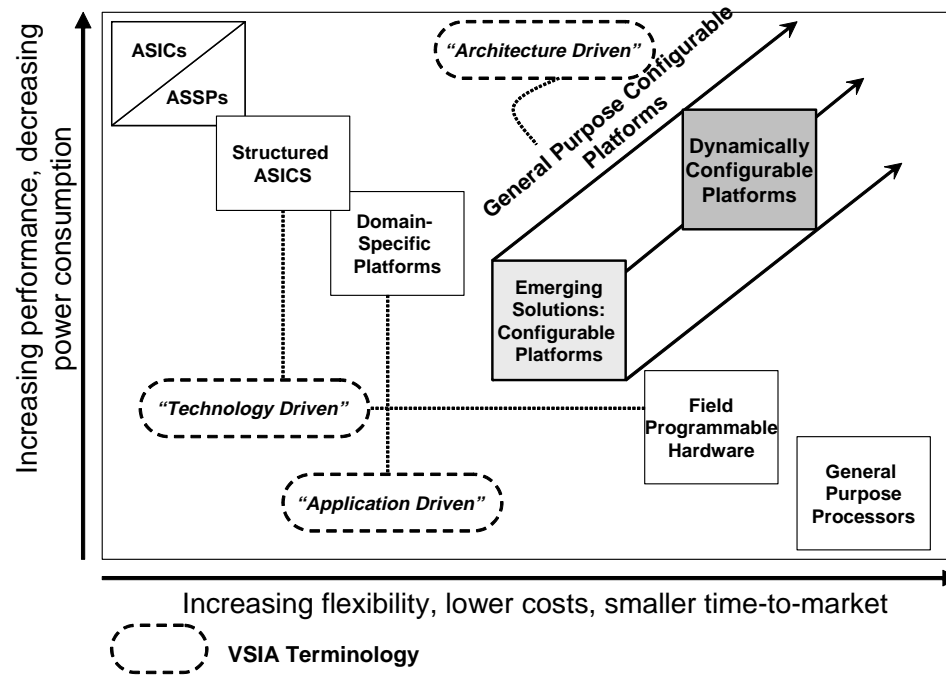 Increasing performance, decreasing
power consumption
ASICs
ASSPs
Structured
ASICS
Domain-
Specific
Platforms
“Architecture Driven”
General Purpose Configurable
Platforms
Dynamically
Configurable
Platforms
Emerging
Solutions:
Configurable
Platforms
“Technology Driven”
Field
Programmable
Hardware
“Application Driven”
General
Purpose
Processors
Increasing flexibility, lower costs, smaller time-to-market
VSIA Terminology